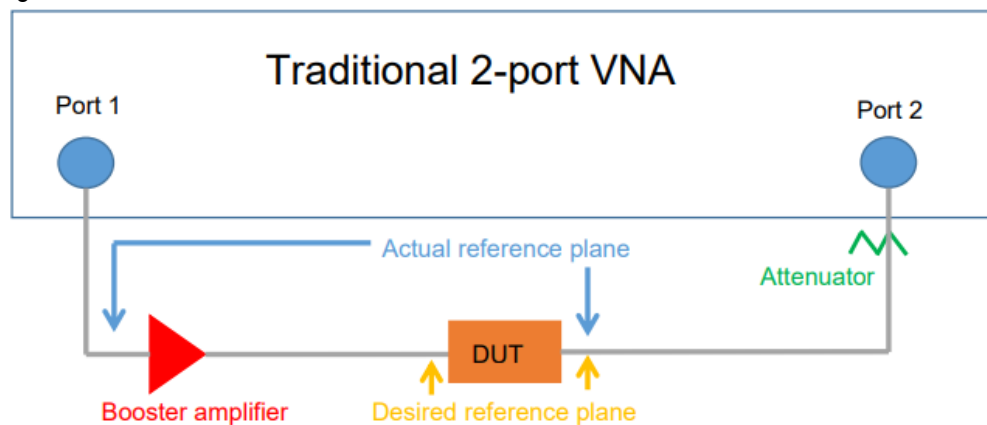 Traditional 2-port VNA
Port 1
Port 2
Actual reference plane
Attenuator
DUT
Booster amplifier
Desired reference plane